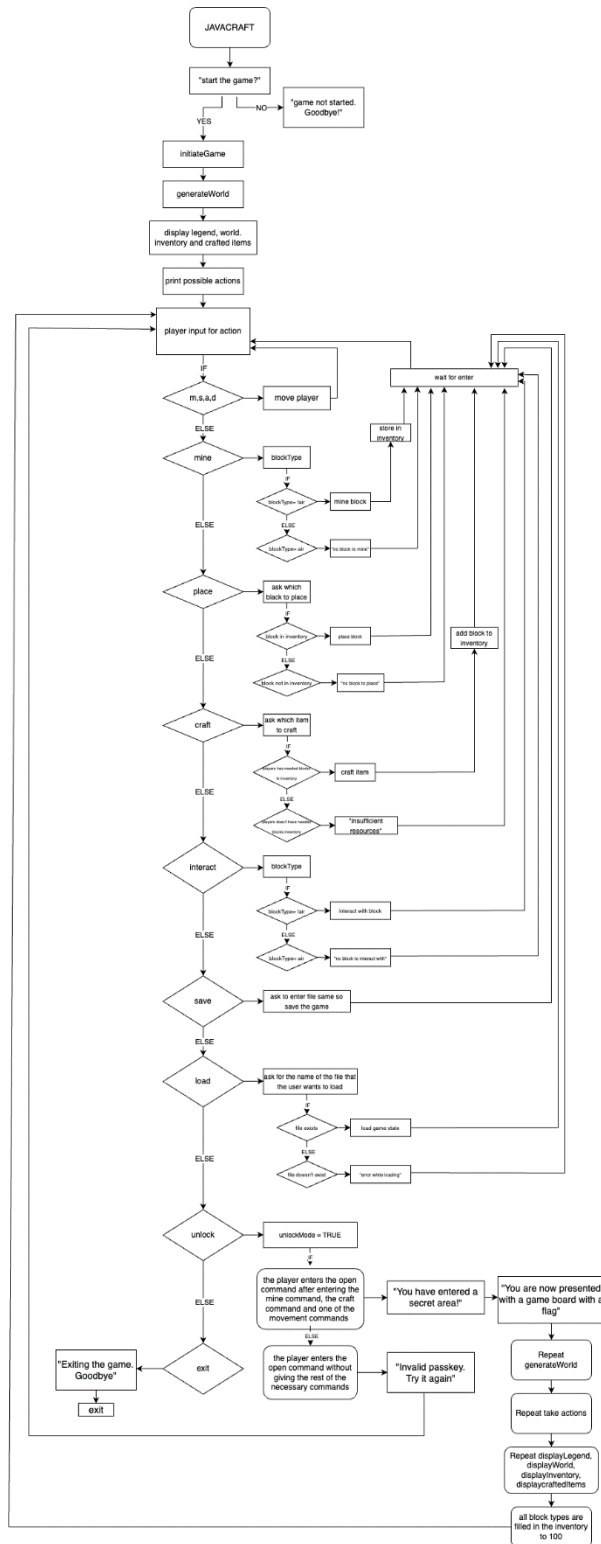 JAVACRAFT
"start the game?"
NO
"game not started.
Goodbye!"
YES
initiateGame
generateWorld
display legend, world.
inventory and crafted items
print possible actions
player input for action
wait for enter
IF
m,s,a,d
move player
ELSE
store in
inventory
mine
blockType
IF
blockType= !air
mine block
ELSE
blockType= air
"no block to mine"
ELSE
place
ask which
block to place
IF
block in inventory
place block
add block to
inventory
ELSE
block not in inventory
"no block to place"
ELSE
craft
ask which item
to craft
IF
players has needed blocks
in inventory
craft item
ELSE
players doesn't have needed
blocks inventory
"insufficient
resources"
ELSE
interact
blockType
IF
blockType= !air
interact with block
ELSE
blockType= air
"no block to interact with"
ELSE
save
ask to enter file same so
save the game
ELSE
load
ask for the name of the file that
the user wants to load
IF
file exists
load game state
ELSE
file doesn't exist
"error while loading"
ELSE
unlock
unlockMode = TRUE
IF
the player enters the open
command after entering the
mine command, the craft
command and one of the
movement commands
"You have entered a
secret area!"
"You are now presented
with a game board with a
flag"
ELSE
ELSE
the player enters the
open command without
giving the rest of the
necessary commands
"Invalid passkey.
Try it again"
Repeat
generateWorld
exit
"Exiting the game.
Goodbye"
exit
Repeat take actions
Repeat displayLegend,
displayWorld,
displayInventory,
displaycraftedItems
all block types are
filled in the inventory
to 100